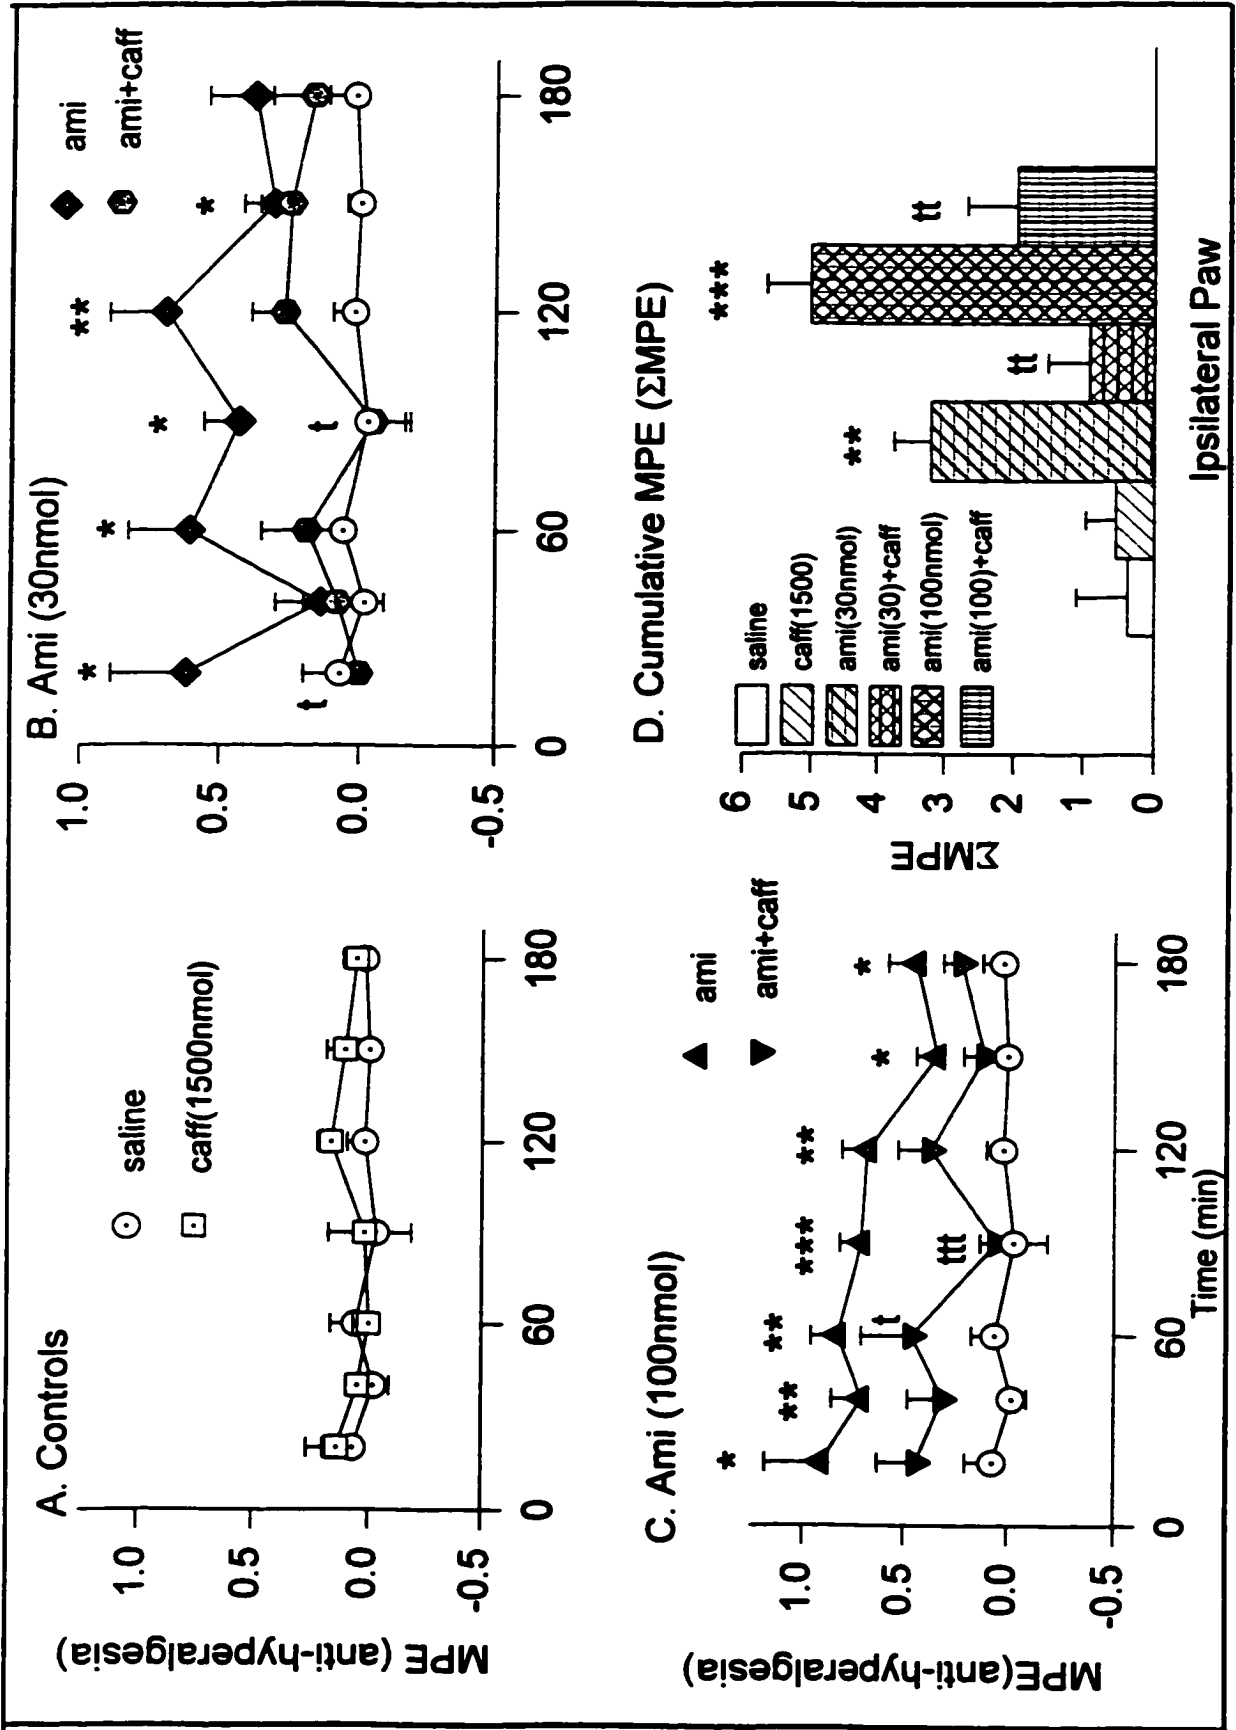 A. Controls
MPE (anti-hyperalgesia)
1.0
0.5
0.0
-0.5
0
60
120
180
saline
caff(1500nmol)
B. Ami (30nmol)
1.0
0.5
0.0
-0.5
0
60
120
180
ami
ami+caff
*
*
*
**
*
t
t
C. Ami (100nmol)
MPE(anti-hyperalgesia)
1.0
0.5
0.0
-0.5
0
60
120
180
Time (min)
ami
ami+caff
*
**
**
***
**
*
*
t
ttt
D. Cumulative MPE (ΣMPE)
ΣMPE
6
5
4
3
2
1
0
saline
caff(1500)
ami(30nmol)
ami(30)+caff
ami(100nmol)
ami(100)+caff
**
tt
***
tt
Ipsilateral Paw